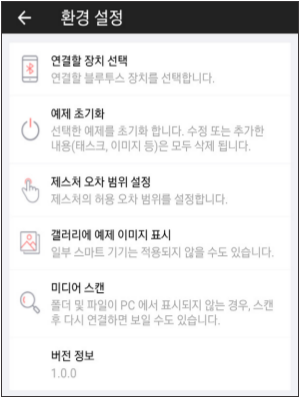 환경 설정
연결할 장치 선택
연결할 블루투스 장치를 선택합니다.
예제 초기화
선택한 예제를 초기화 합니다. 수정 또는 추가한
내용(태스크, 이미지 등)은 모두 삭제 됩니다.
제스처 오차 범위 설정
제스처의 허용 오차 범위를 설정합니다.
갤러리에 예제 이미지 표시
일부 스마트 기기는 적용되지 않을 수도 있습니다.
미디어 스캔
폴더 및 파일이 PC 에서 표시되지 않는 경우, 스캔
후 다시 연결하면 보일 수도 있습니다.
버전 정보
1.0.0